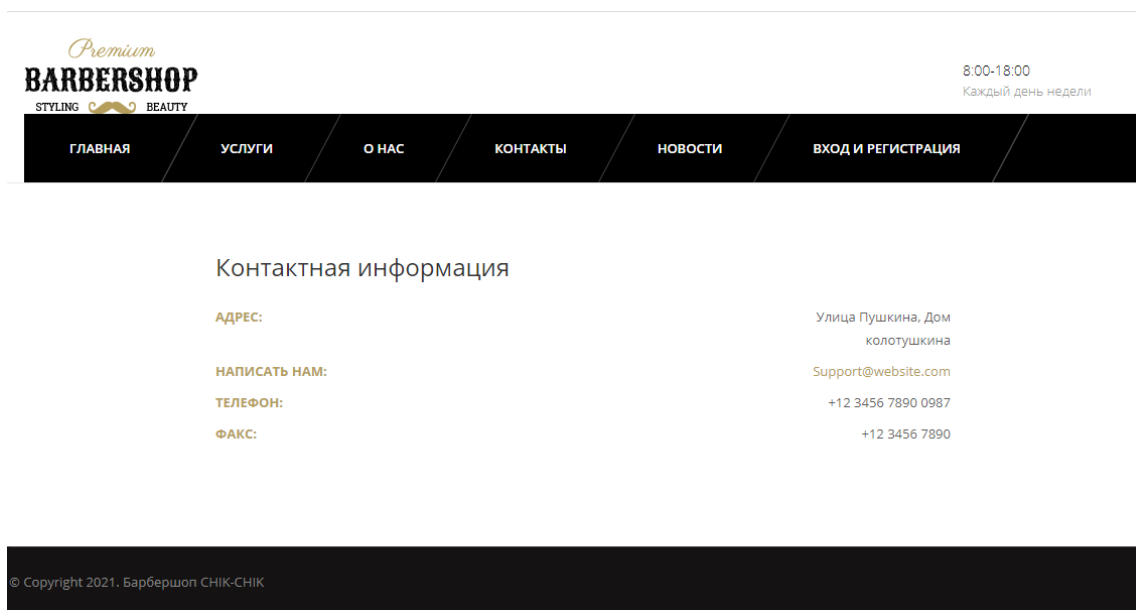 Premium
BARBERSHOP
STYLING BEAUTY
8:00-18:00
Каждый день недели
ГЛАВНАЯ УСЛУГИ О НАС КОНТАКТЫ НОВОСТИ ВХОД И РЕГИСТРАЦИЯ
Контактная информация
АДРЕС: Улица Пушкина, Дом
колотушкина
НАПИСАТЬ НАМ: Support@website.com
ТЕЛЕФОН: +12 3456 7890 0987
ФАКС: +12 3456 7890
© Copyright 2021. Барбершоп CHIK-CHIK